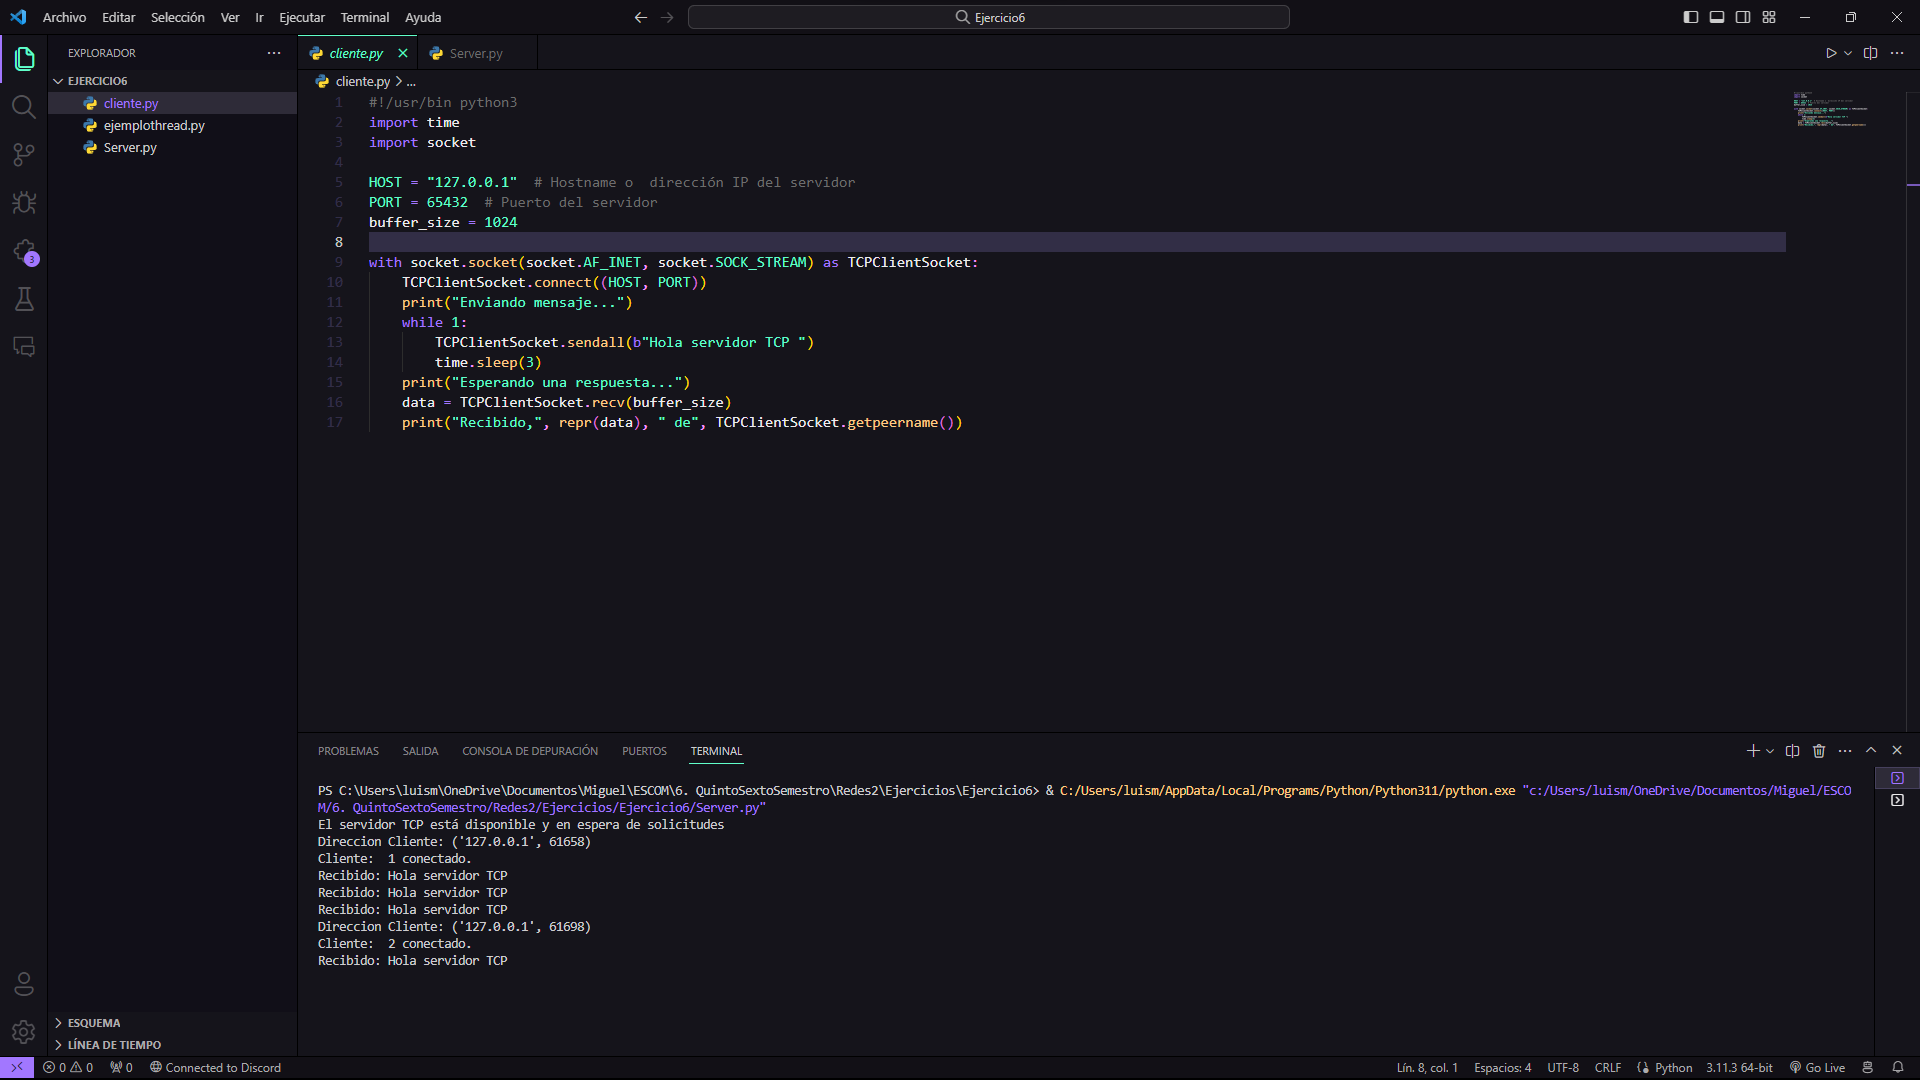 Archivo Editar Selección Ver Ir Ejecutar Terminal Ayuda
Ejercicio6
EXPLORADOR
EJERCICIO6
cliente.py
ejemplothread.py
Server.py
3
ESQUEMA
LÍNEA DE TIEMPO
cliente.py Server.py
cliente.py > ...
1 #!/usr/bin python3
2 import time
3 import socket
4
5 HOST = "127.0.0.1"  # Hostname o  dirección IP del servidor
6 PORT = 65432  # Puerto del servidor
7 buffer_size = 1024
8
9 with socket.socket(socket.AF_INET, socket.SOCK_STREAM) as TCPClientSocket:
10     TCPClientSocket.connect((HOST, PORT))
11     print("Enviando mensaje...")
12     while 1:
13         TCPClientSocket.sendall(b"Hola servidor TCP ")
14         time.sleep(3)
15     print("Esperando una respuesta...")
16     data = TCPClientSocket.recv(buffer_size)
17     print("Recibido,", repr(data), " de", TCPClientSocket.getpeername())
PROBLEMAS SALIDA CONSOLA DE DEPURACIÓN PUERTOS TERMINAL
PS C:\Users\luism\OneDrive\Documentos\Miguel\ESCOM\6. QuintoSextoSemestro\Redes2\Ejercicios\Ejercicio6> & C:/Users/luism/AppData/Local/Programs/Python/Python311/python.exe "c:/Users/luism/OneDrive/Documentos/Miguel/ESCO
M/6. QuintoSextoSemestro/Redes2/Ejercicios/Ejercicio6/Server.py"
El servidor TCP está disponible y en espera de solicitudes
Direccion Cliente: ('127.0.0.1', 61658)
Cliente:  1 conectado.
Recibido: Hola servidor TCP
Recibido: Hola servidor TCP
Recibido: Hola servidor TCP
Direccion Cliente: ('127.0.0.1', 61698)
Cliente:  2 conectado.
Recibido: Hola servidor TCP
0 0 0 Connected to Discord Lín. 8, col. 1 Espacios: 4 UTF-8 CRLF Python 3.11.3 64-bit Go Live